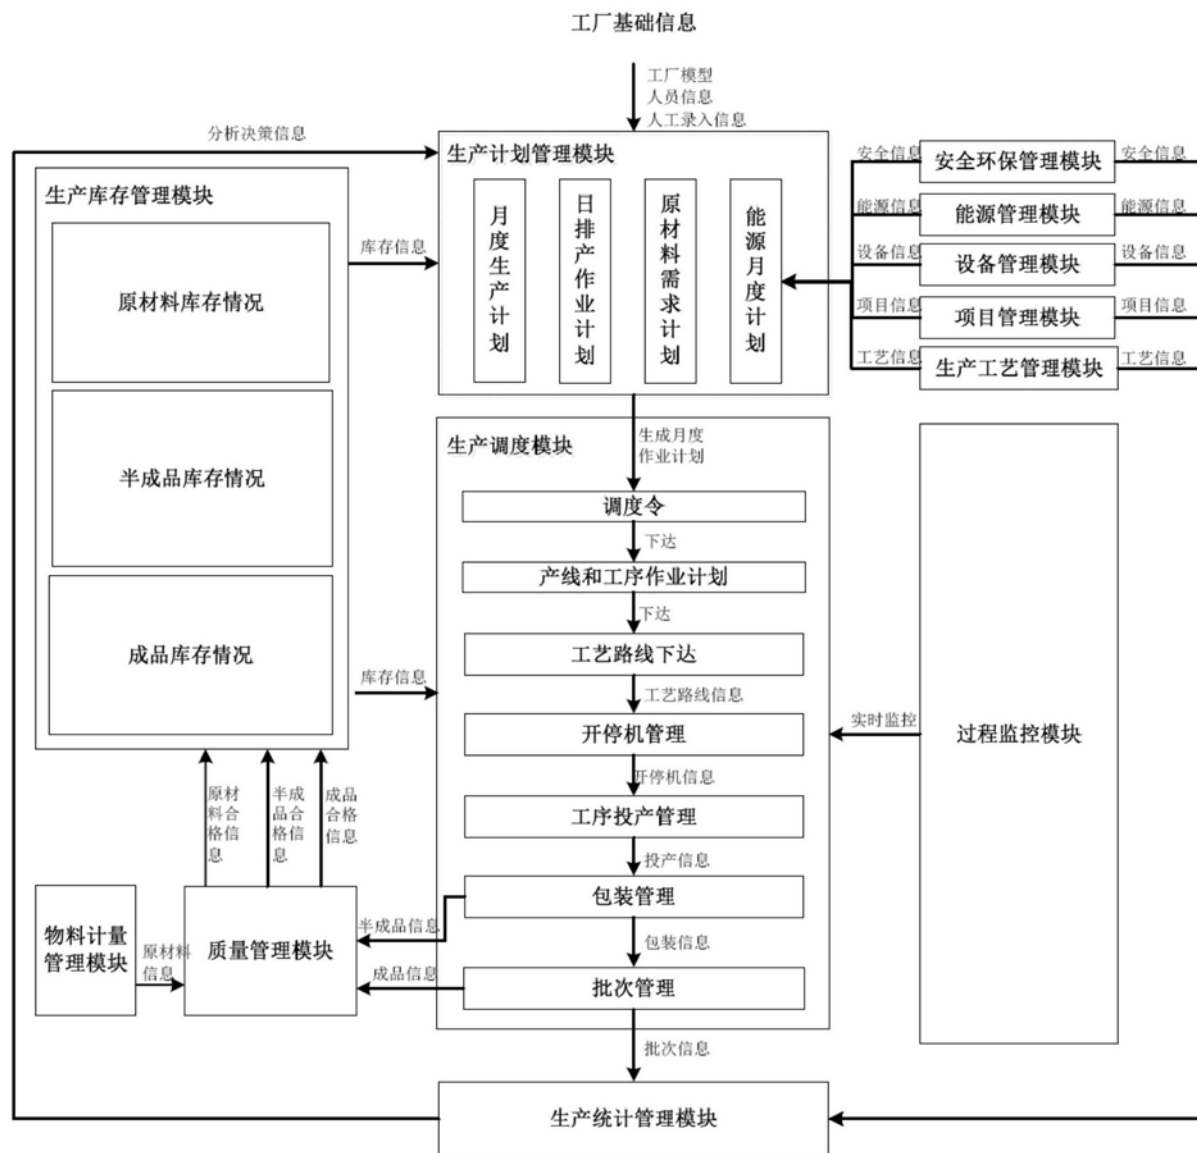 工厂基础信息
工厂模型
人员信息
人工录入信息
分析决策信息
生产计划管理模块
月度生产计划
日排产作业计划
原材料需求计划
能源月度计划
生产库存管理模块
原材料库存情况
半成品库存情况
成品库存情况
库存信息
库存信息
安全信息
安全环保管理模块
安全信息
能源信息
能源管理模块
能源信息
设备信息
设备管理模块
设备信息
项目信息
项目管理模块
项目信息
工艺信息
生产工艺管理模块
工艺信息
生成月度
作业计划
生产调度模块
调度令
下达
产线和工序作业计划
下达
工艺路线下达
工艺路线信息
开停机管理
开停机信息
工序投产管理
投产信息
包装管理
包装信息
批次管理
批次信息
实时监控
过程监控模块
原材
料合
格信
息
半成
品合
格信
息
成品
合格
信息
物料计量
管理模块
原材料
信息
质量管理模块
半成品信息
成品信息
生产统计管理模块